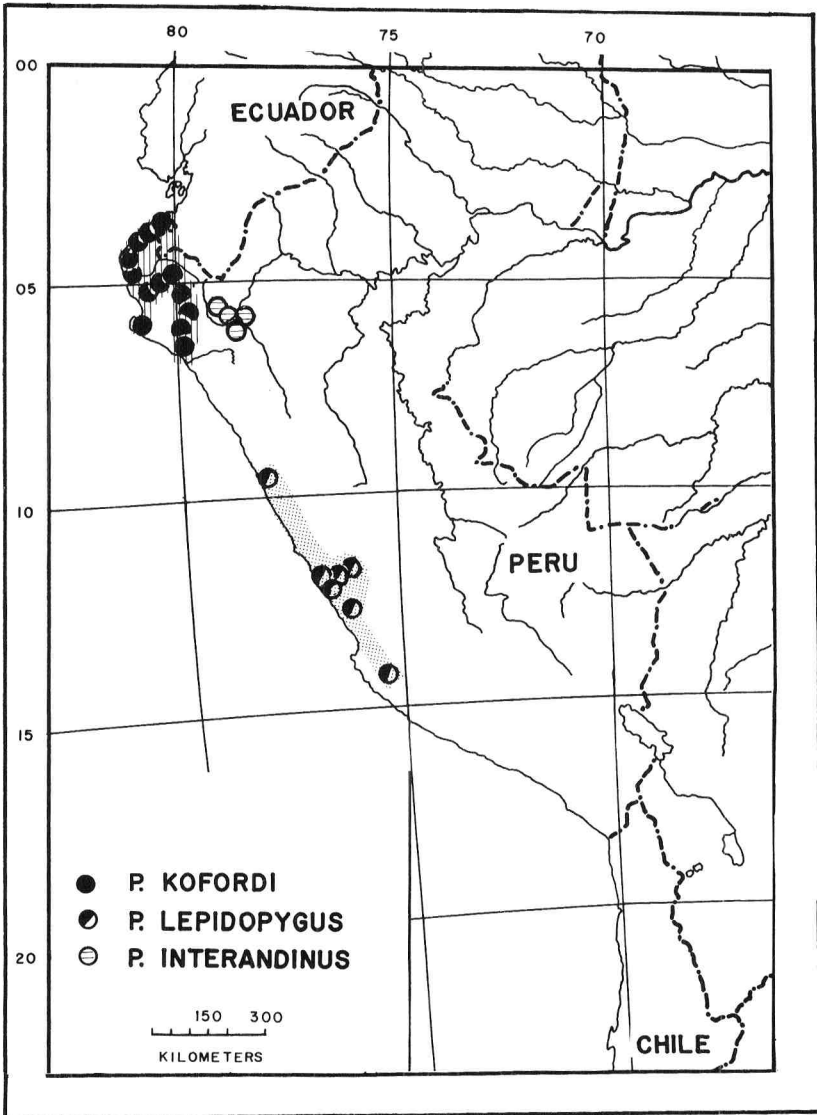 80 75 70
00
ECUADOR
05
10
PERU
15
P. KOFORDI
P. LEPIDOPYGUS
P. INTERANDINUS
20
150 300
KILOMETERS
CHILE